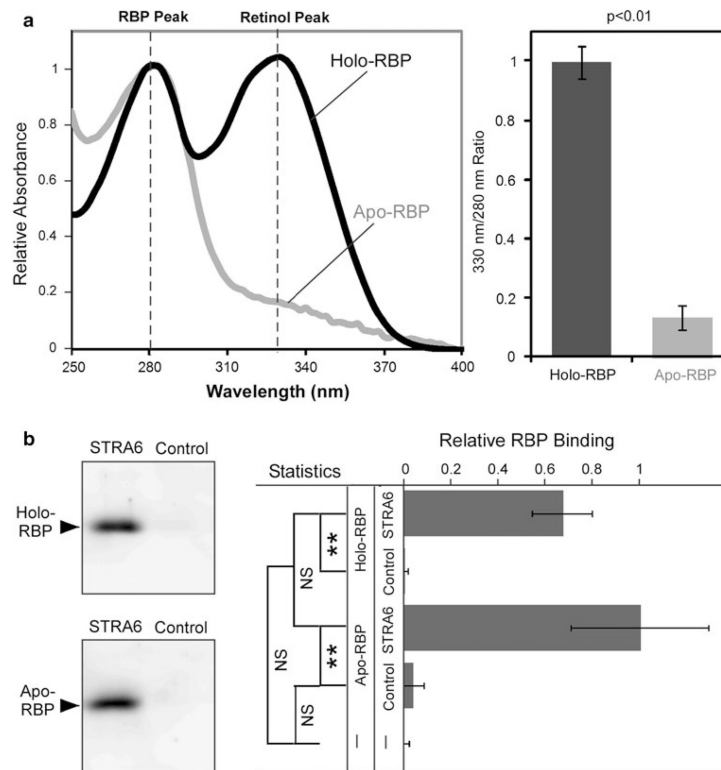 a
RBP Peak
Retinol Peak
Relative Absorbance
1
0.8
0.6
0.4
0.2
0
Holo-RBP
Apo-RBP
250
280
310
340
370
400
Wavelength (nm)
p<0.01
330 nm/280 nm Ratio
1
0.8
0.6
0.4
0.2
0
Holo-RBP
Apo-RBP
b
STRA6 Control
Holo-
RBP
STRA6 Control
Apo-
RBP
Relative RBP Binding
Statistics
0
0.2
0.4
0.6
0.8
1
NS
NS
**
Holo-RBP
STRA6
Control
**
NS
Apo-RBP
STRA6
Control
—
—